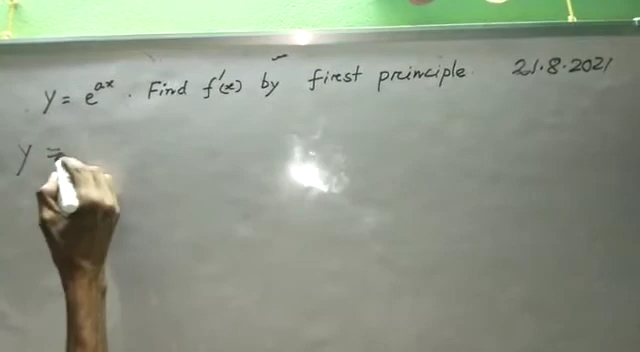 y = e^ax. Find f'(x) by first principle. 21.8.2021
y =